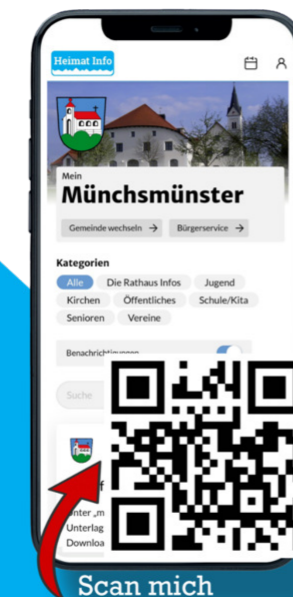 Heimat Info
Mein
Münchsmünster
Gemeinde wechseln → Bürgerservice →
Kategorien
Alle Die Rathaus Infos Jugend
Kirchen Öffentliches Schule/Kita
Senioren Vereine
Benachrichtigungen
Suche
Unter „m
Unterlag
Downloa
Scan mich